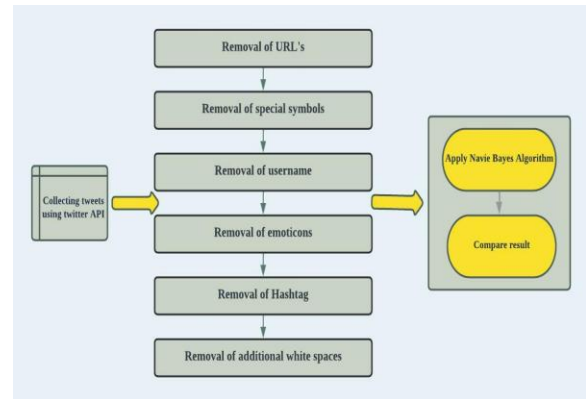 Collecting tweets
using twitter API
Removal of URL's
Removal of special symbols
Removal of username
Removal of emoticons
Removal of Hashtag
Removal of additional white spaces
Apply Navie Bayes Algorithm
Compare result